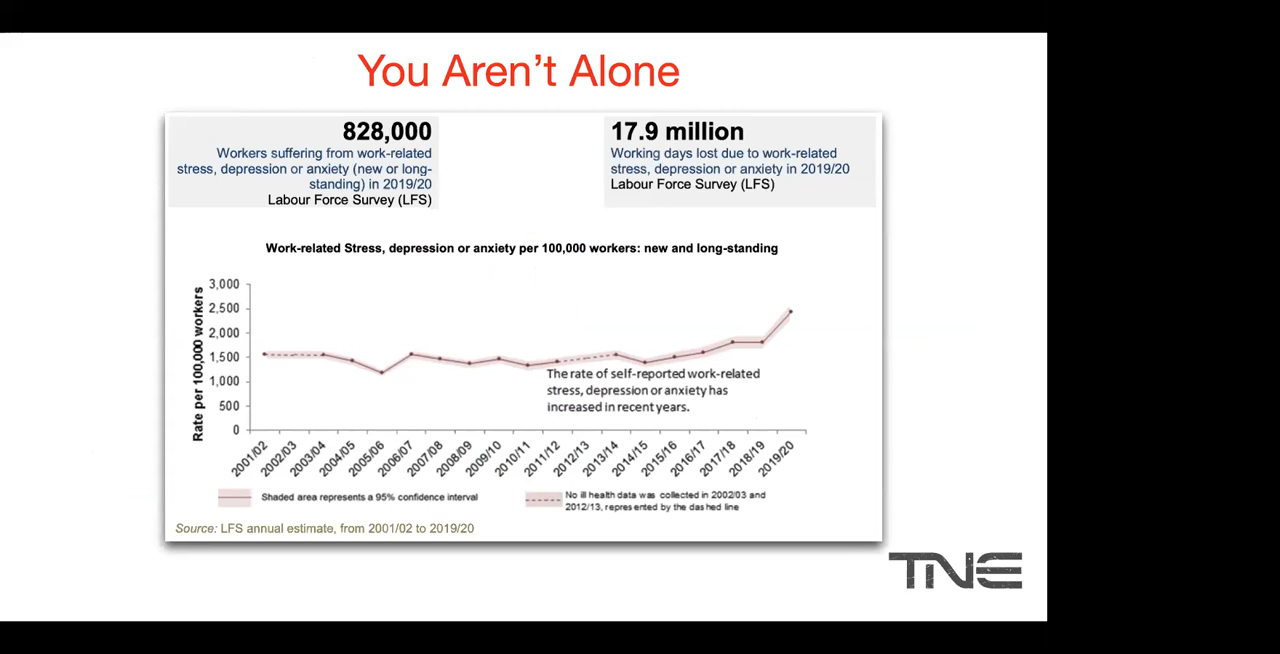 You Aren’t Alone
828,000
Workers suffering from work-related
stress, depression or anxiety (new or long-
standing) in 2019/20
Labour Force Survey (LFS)
17.9 million
Working days lost due to work-related
stress, depression or anxiety in 2019/20
Labour Force Survey (LFS)
Work-related Stress, depression or anxiety per 100,000 workers: new and long-standing
Rate per 100,000 workers
3,000
2,500
2,000
1,500
1,000
500
0
The rate of self-reported work-related
stress, depression or anxiety has
increased in recent years.
2001/02
2002/03
2003/04
2004/05
2005/06
2006/07
2007/08
2008/09
2009/10
2010/11
2011/12
2012/13
2013/14
2014/15
2015/16
2016/17
2017/18
2018/19
2019/20
Shaded area represents a 95% confidence interval
No ill health data was collected in 2002/03 and
2012/13, represented by the dashed line
Source: LFS annual estimate, from 2001/02 to 2019/20
TNE